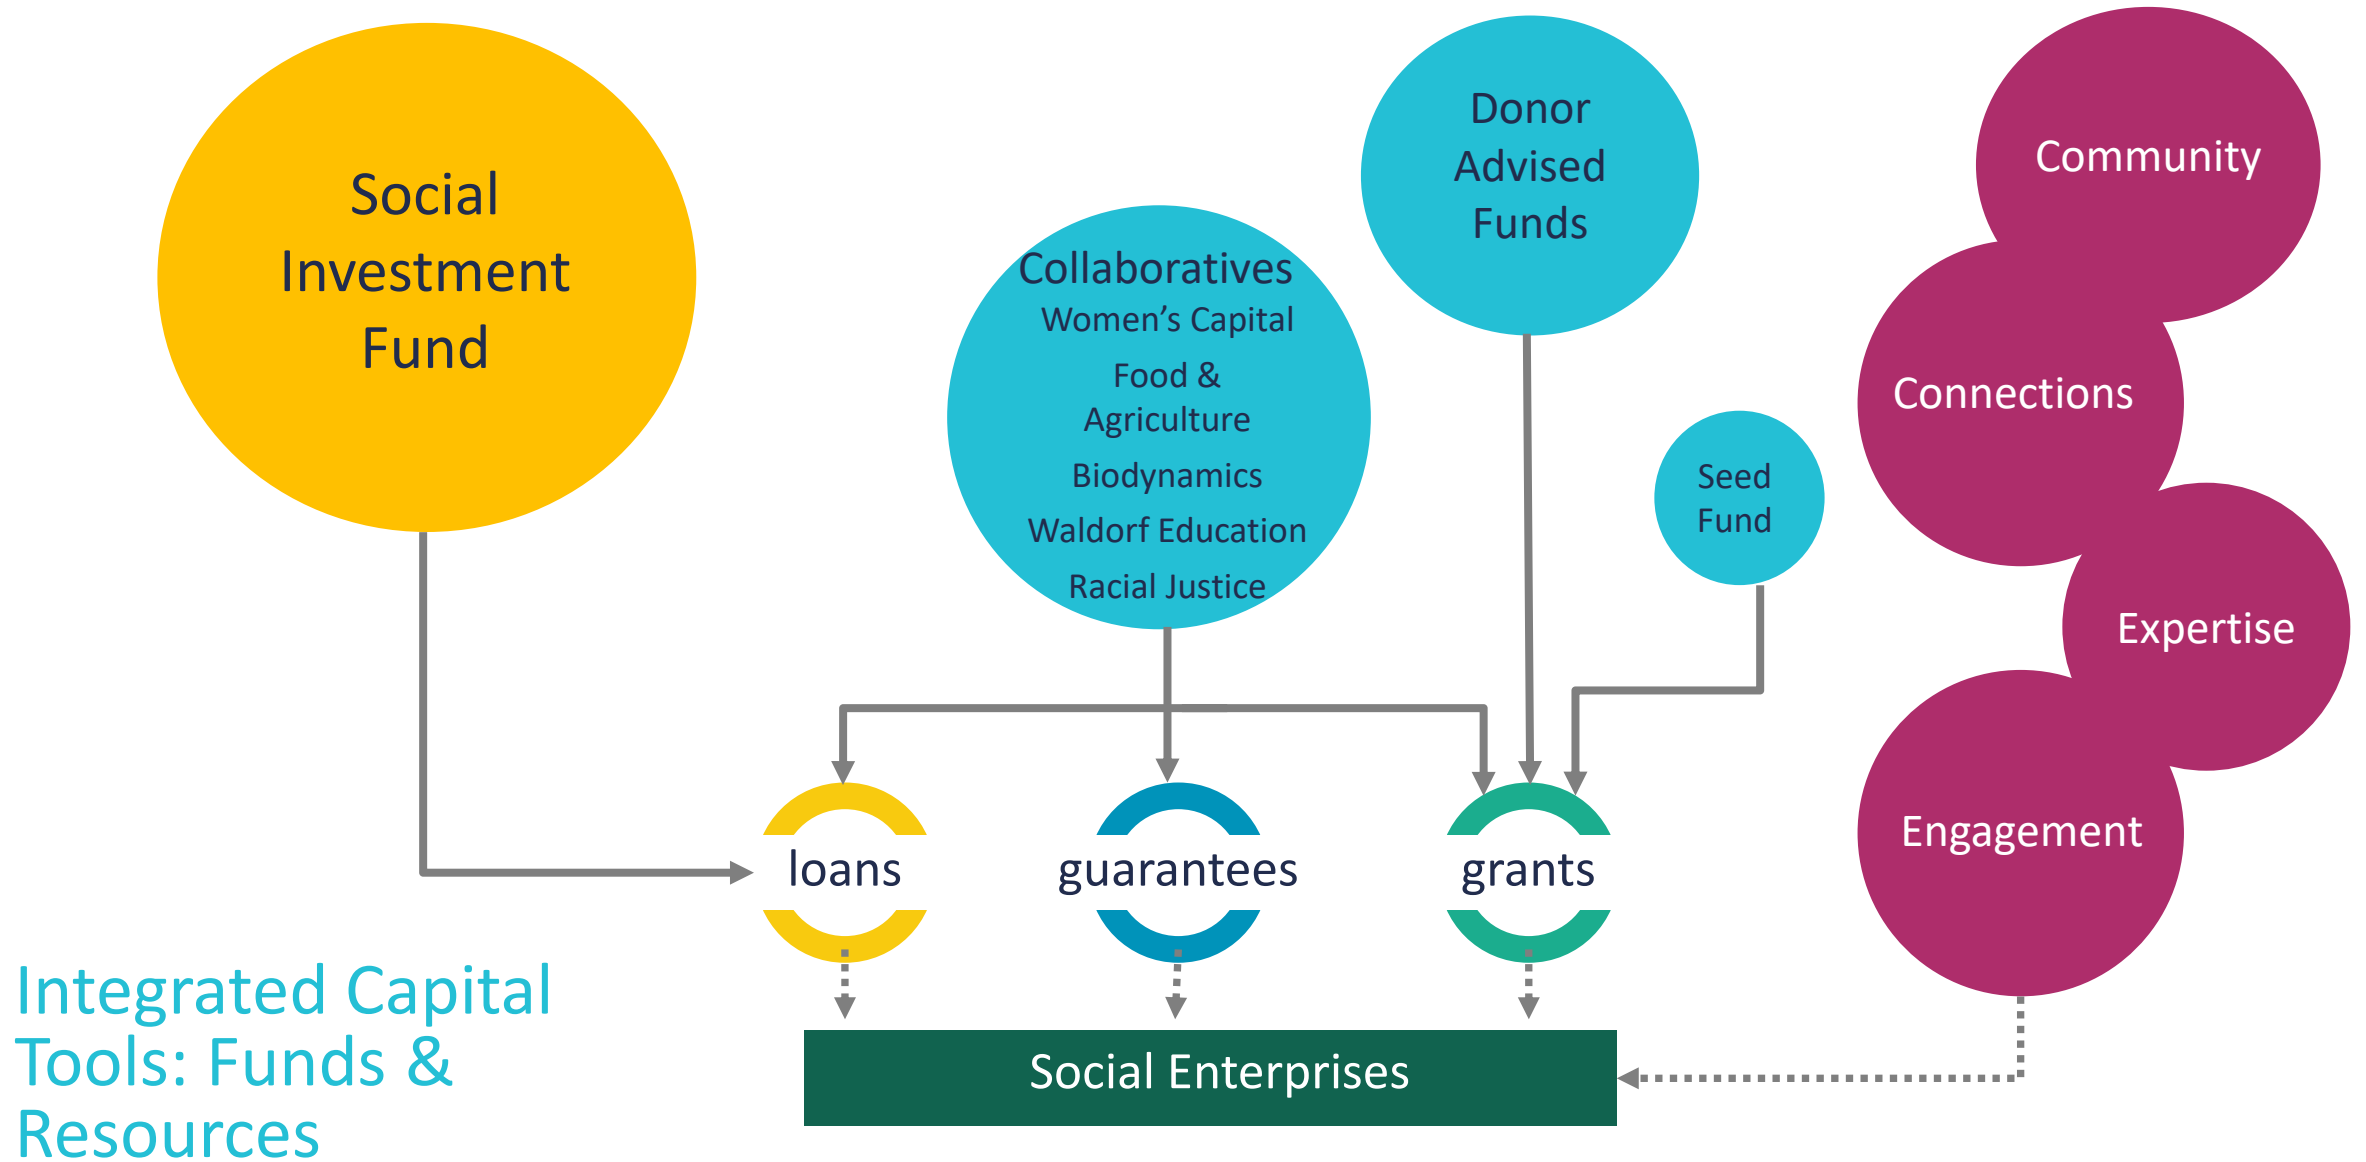 Social
Investment
Fund
Collaboratives
Women’s Capital
Food &
Agriculture
Biodynamics
Waldorf Education
Racial Justice
Donor
Advised
Funds
Seed
Fund
Community
Connections
Expertise
Engagement
loans
guarantees
grants
Social Enterprises
Integrated Capital
Tools: Funds &
Resources